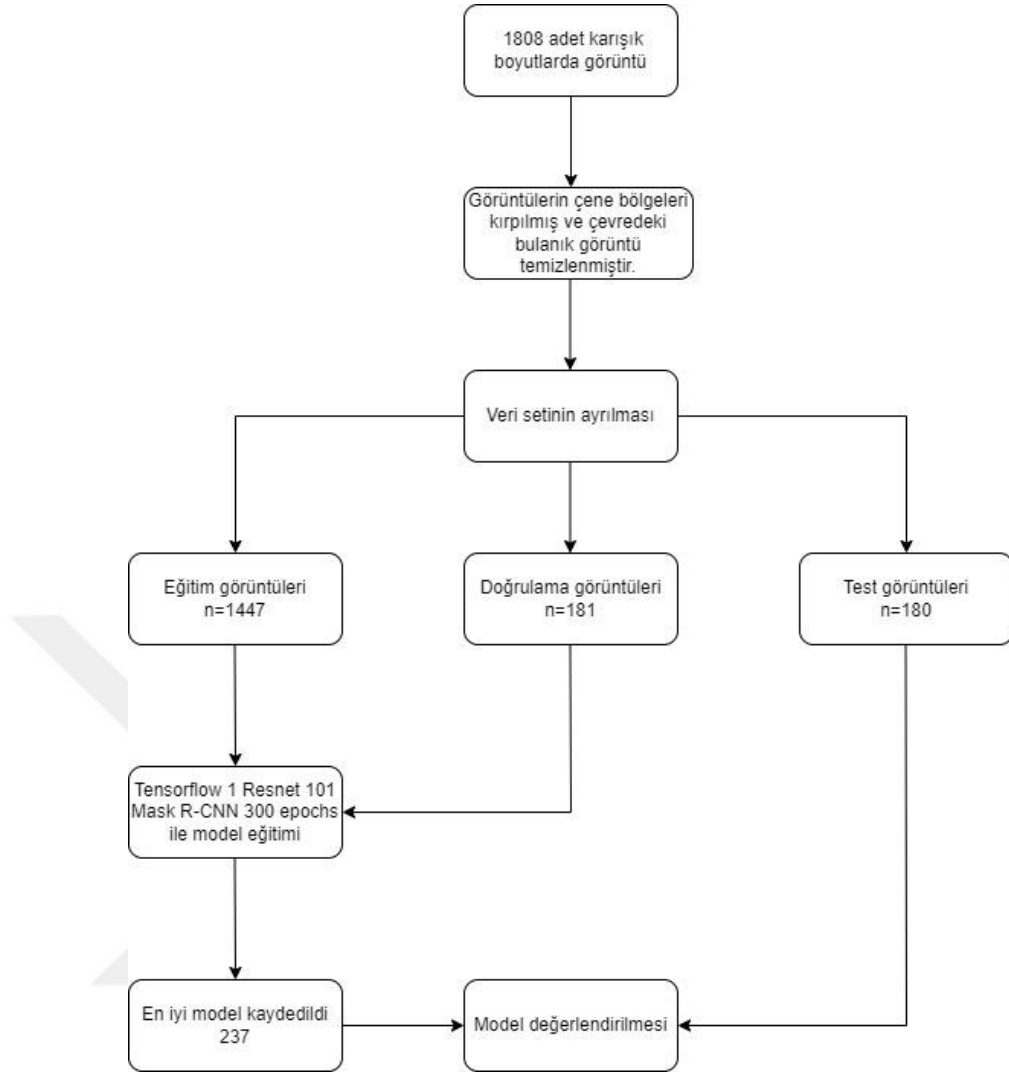 1808 adet karışık
boyutlarda görüntü
Görüntülerin çene bölgeleri
kırpılmış ve çevredeki
bulanık görüntü
temizlenmiştir.
Veri setinin ayrılması
Eğitim görüntüleri
n=1447
Doğrulama görüntüleri
n=181
Test görüntüleri
n=180
Tensorflow 1 Resnet 101
Mask R-CNN 300 epochs
ile model eğitimi
En iyi model kaydedildi
237
Model değerlendirilmesi